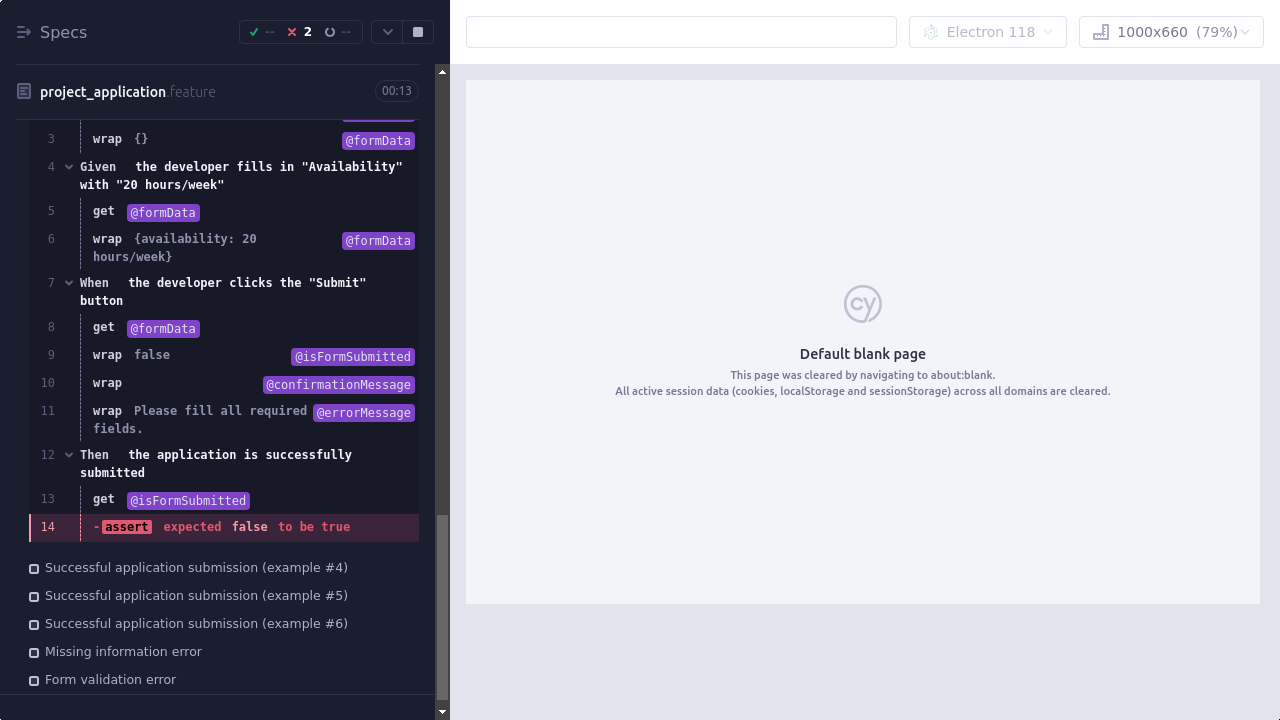 Specs
-- 2 --
Electron 118
1000x660 (79%)
project_application.feature
00:13
3 wrap {} @formData
4 Given the developer fills in "Availability"
with "20 hours/week"
5 get @formData
6 wrap {availability: 20 @formData
hours/week}
7 When the developer clicks the "Submit"
button
8 get @formData
9 wrap false @isFormSubmitted
10 wrap @confirmationMessage
11 wrap Please fill all required @errorMessage
fields.
12 Then the application is successfully
submitted
13 get @isFormSubmitted
14 -assert expected false to be true
Successful application submission (example #4)
Successful application submission (example #5)
Successful application submission (example #6)
Missing information error
Form validation error
cy
Default blank page
This page was cleared by navigating to about:blank.
All active session data (cookies, localStorage and sessionStorage) across all domains are cleared.